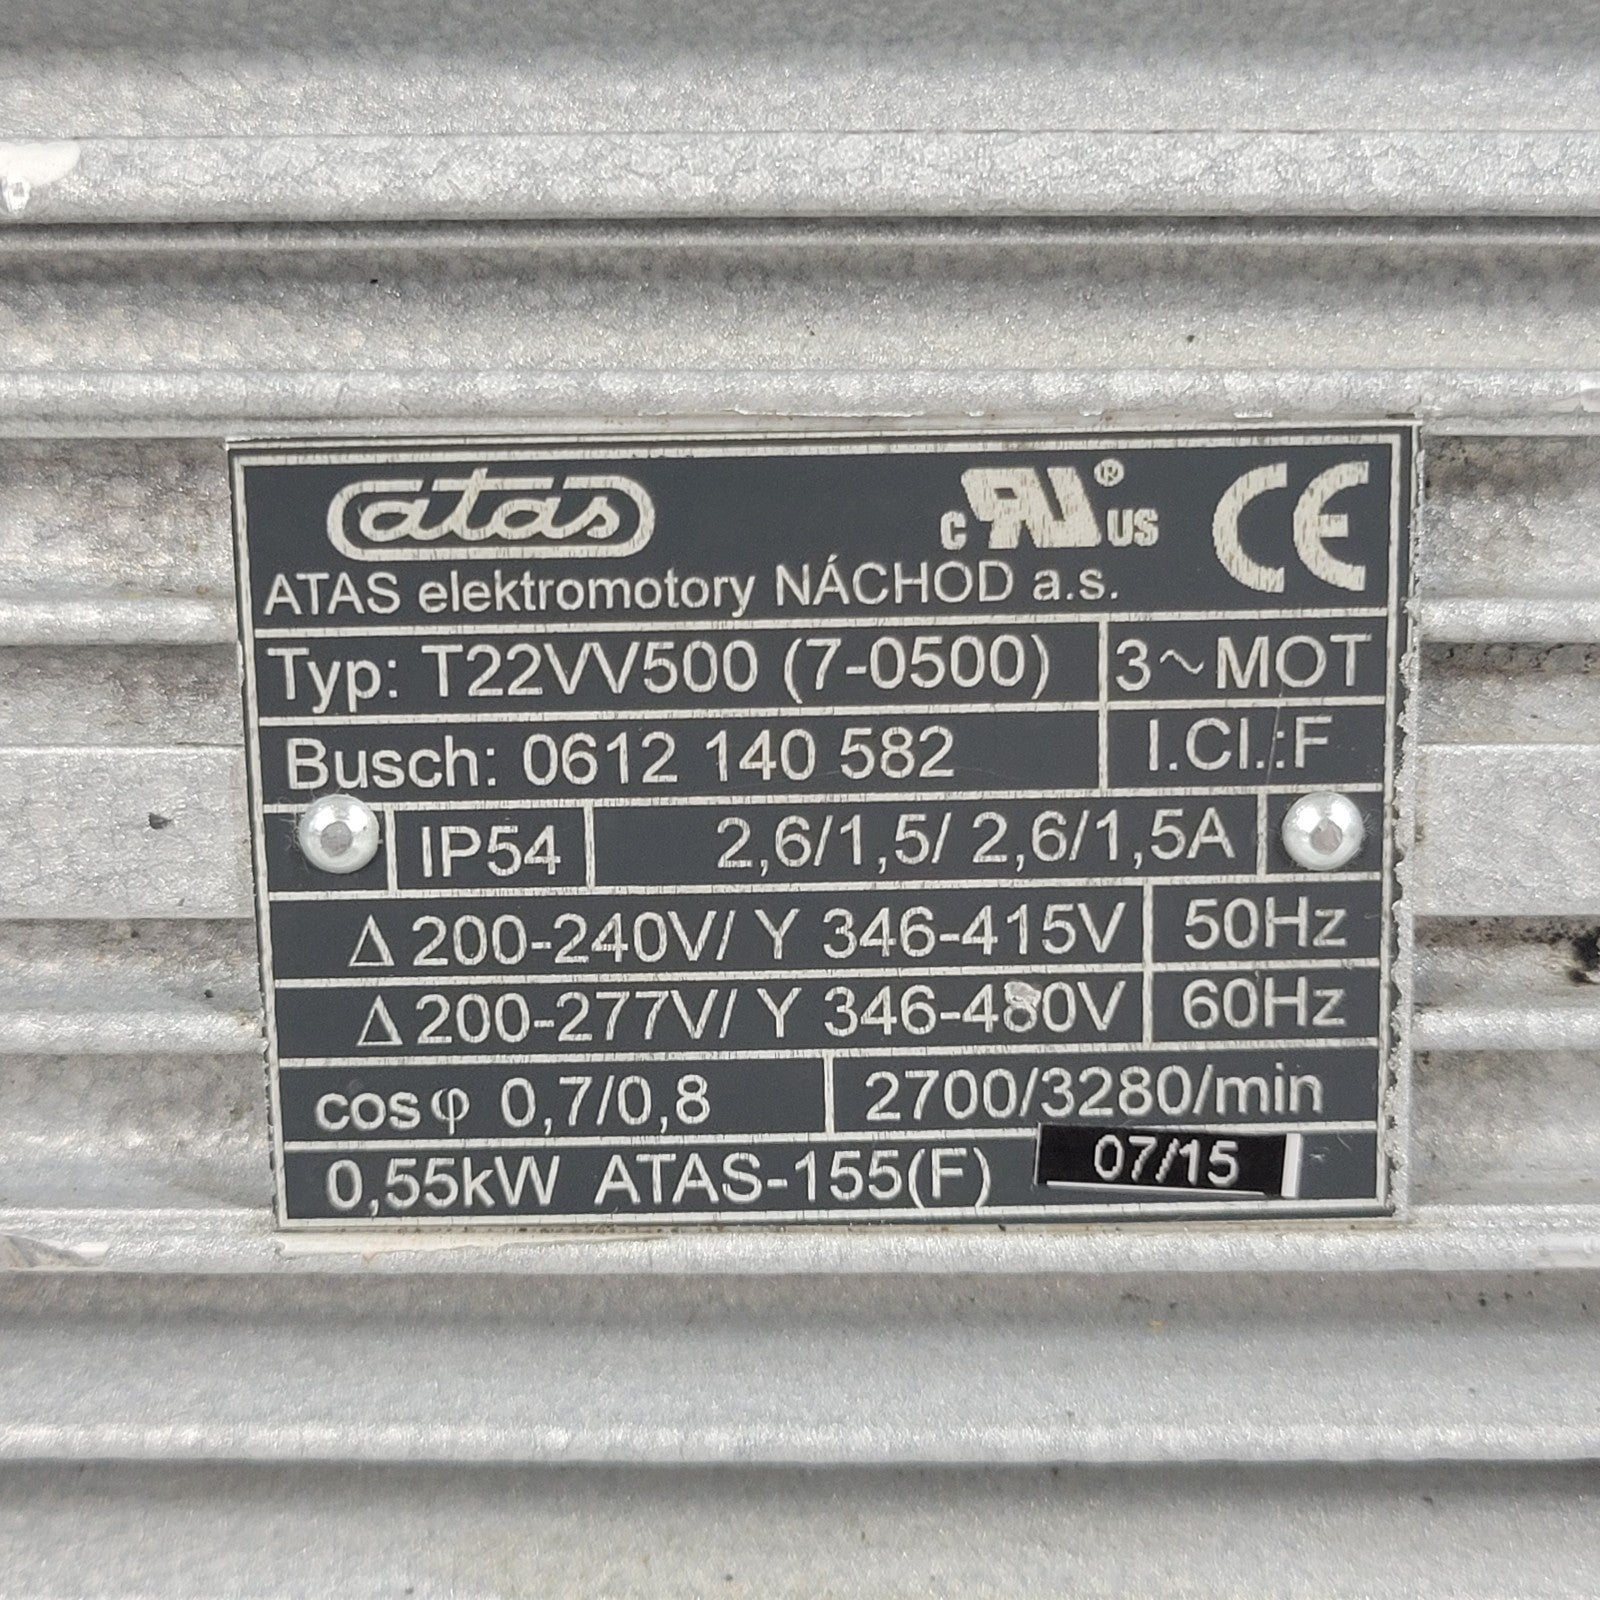 atas
c RU® US CE
ATAS elektromotory NÁCHOD a.s.
Typ: T22VV500 (7-0500) 3~MOT
Busch: 0612 140 582 I.Cl.:F
IP54 2,6/1,5/ 2,6/1,5A
Δ 200-240V/ Y 346-415V 50Hz
Δ 200-277V/ Y 346-480V 60Hz
cosφ 0,7/0,8 2700/3280/min
0,55kW ATAS-155(F) 07/15